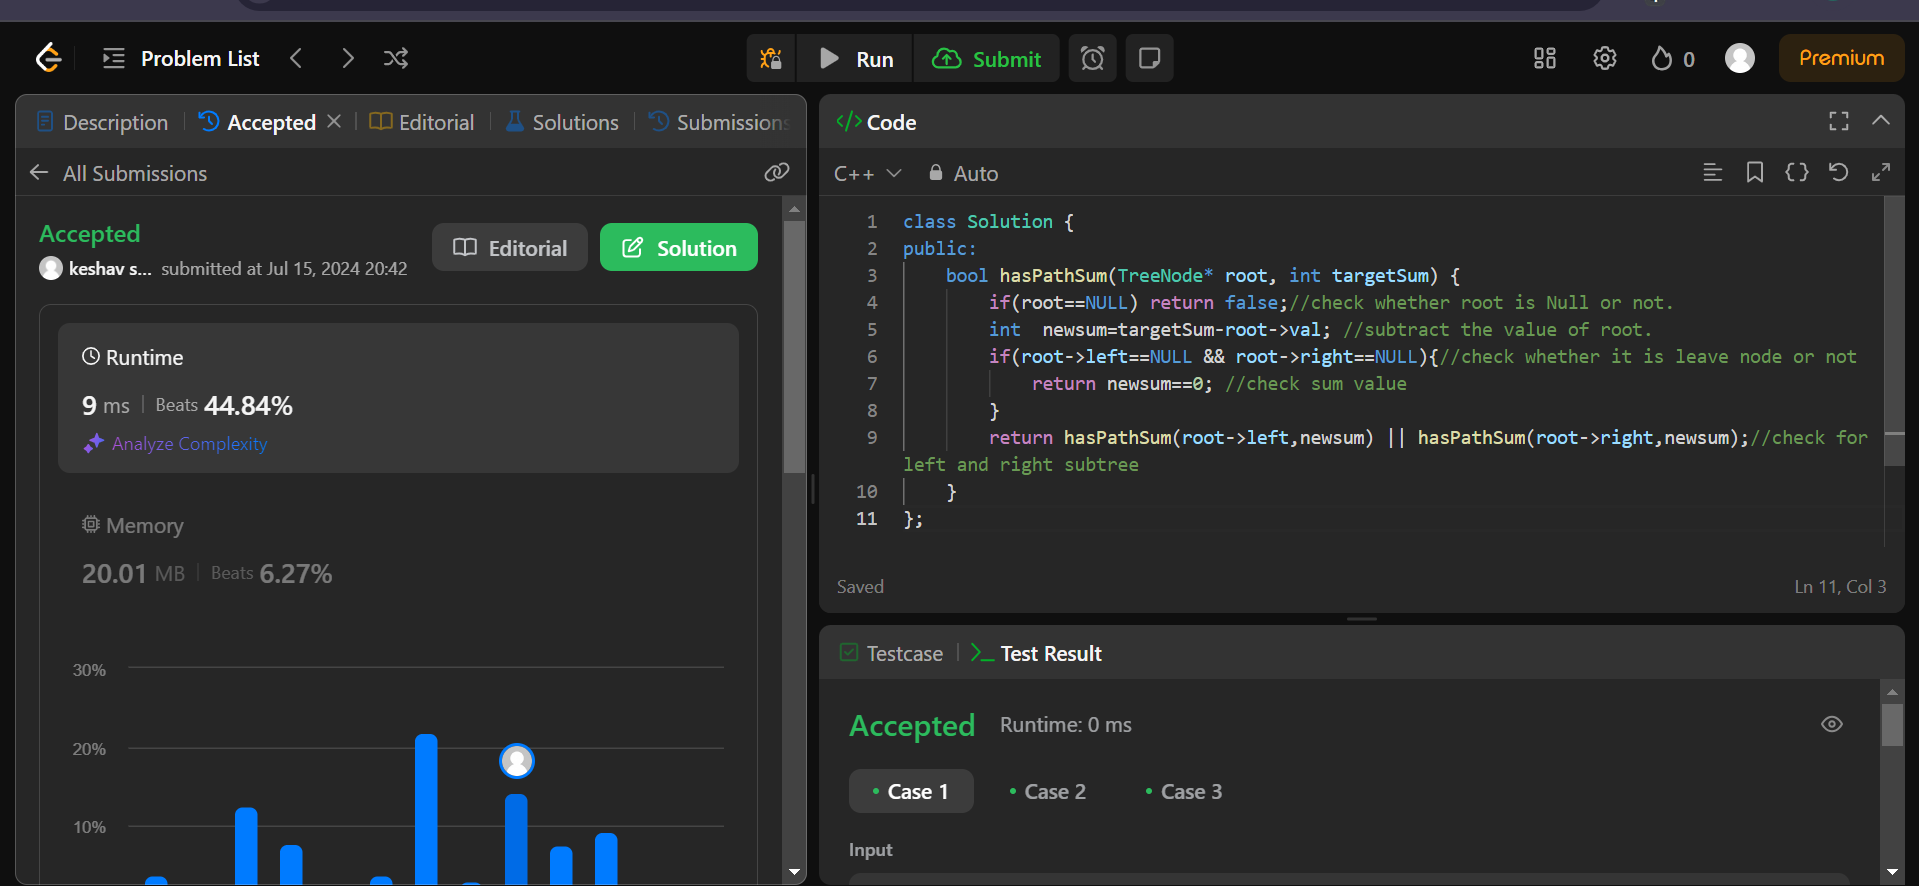 Problem List
Run
Submit
0
Premium
Description
Accepted
Editorial
Solutions
Submissions
All Submissions
Accepted
keshav s... submitted at Jul 15, 2024 20:42
Editorial
Solution
Runtime
9 ms | Beats 44.84%
Analyze Complexity
Memory
20.01 MB | Beats 6.27%
30%
20%
10%
</> Code
C++
Auto
1 class Solution {
2 public:
3     bool hasPathSum(TreeNode* root, int targetSum) {
4         if(root==NULL) return false;//check whether root is Null or not.
5         int  newsum=targetSum-root->val; //subtract the value of root.
6         if(root->left==NULL && root->right==NULL){//check whether it is leave node or not
7             return newsum==0; //check sum value
8         }
9         return hasPathSum(root->left,newsum) || hasPathSum(root->right,newsum);//check for
left and right subtree
10     }
11 };
Saved
Ln 11, Col 3
Testcase
Test Result
Accepted Runtime: 0 ms
Case 1
Case 2
Case 3
Input